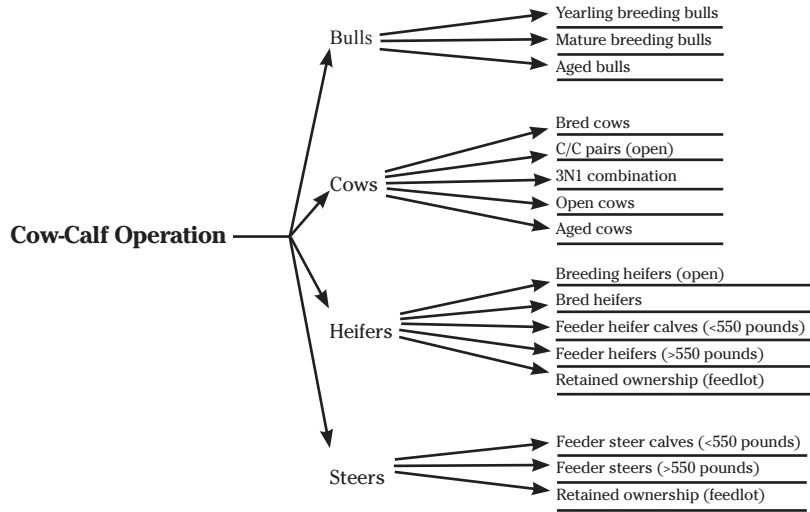 Bulls
Yearling breeding bulls
Mature breeding bulls
Aged bulls
Cows
Bred cows
C/C pairs (open)
3N1 combination
Open cows
Aged cows
Cow-Calf Operation
Heifers
Breeding heifers (open)
Bred heifers
Feeder heifer calves (<550 pounds)
Feeder heifers (>550 pounds)
Retained ownership (feedlot)
Steers
Feeder steer calves (<550 pounds)
Feeder steers (>550 pounds)
Retained ownership (feedlot)